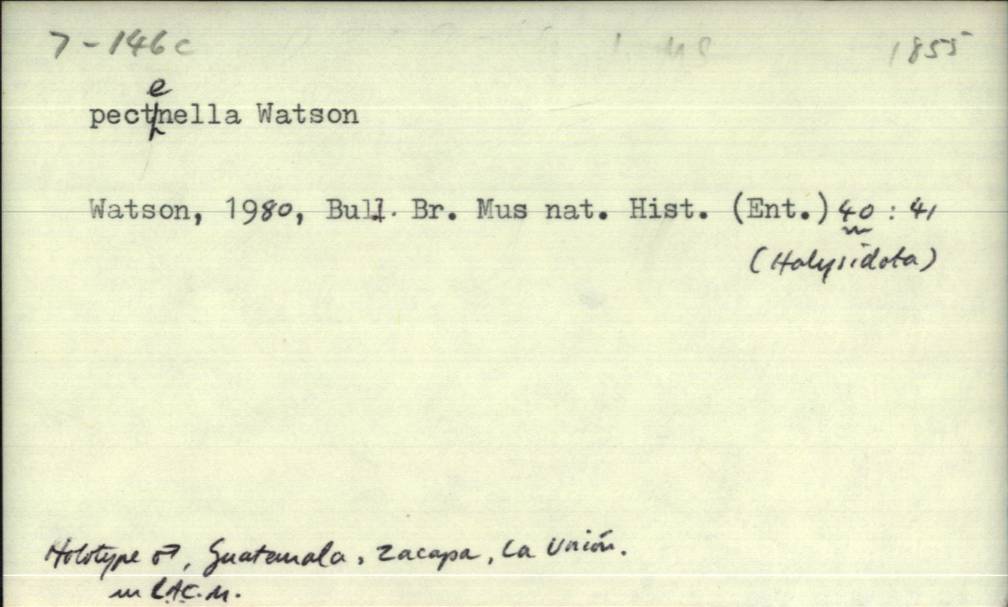 7-146c 1855
pectenella Watson
Watson, 1980, Bull. Br. Mus nat. Hist. (Ent.) 40 : 41
(Halysidota)
Holotype ♂, Guatemala, Zacapa, La Unión.
in LACM.